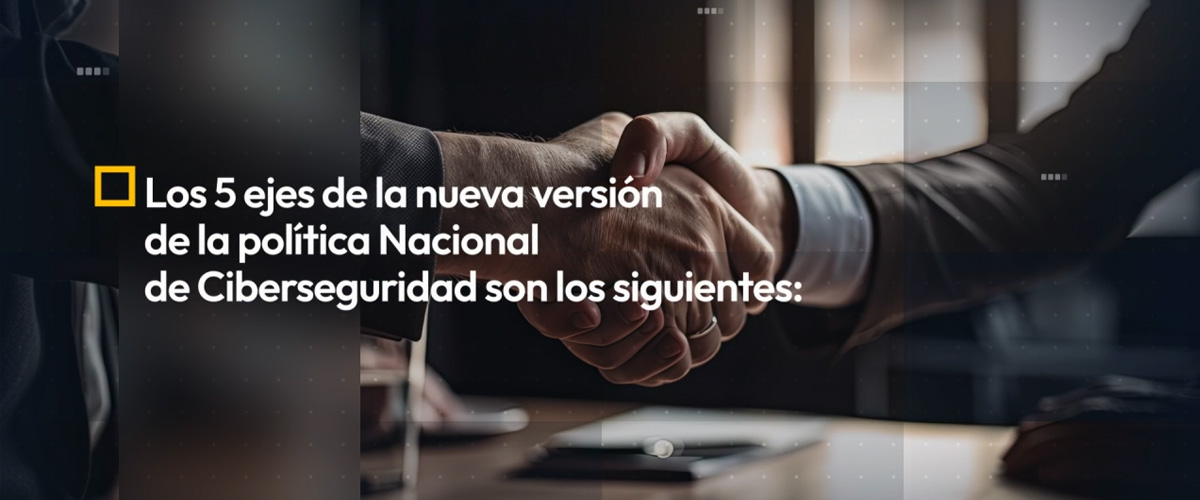 Los 5 ejes de la nueva versión
de la política Nacional
de Ciberseguridad son los siguientes: